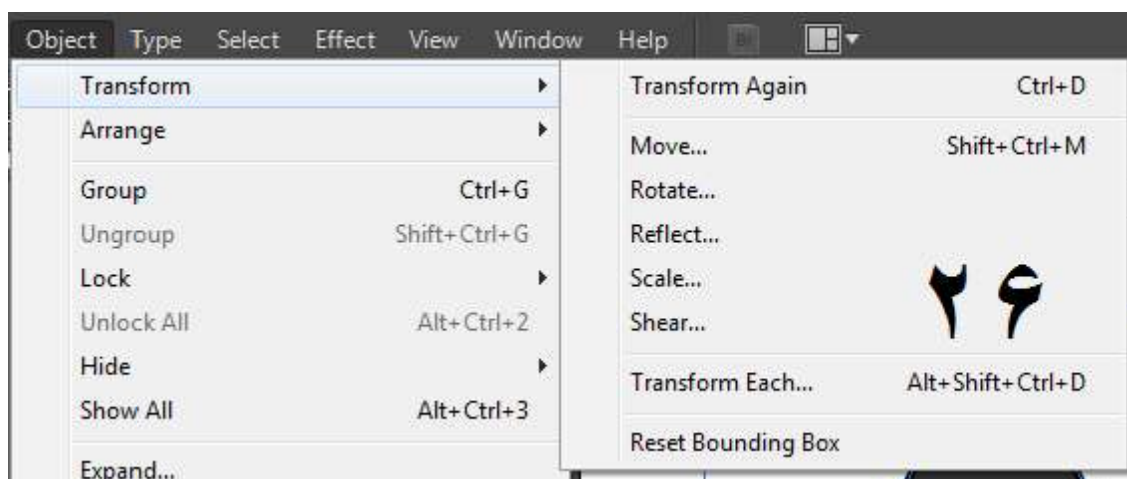 Object Type Select Effect View Window Help
Transform
Arrange
Group Ctrl+G
Ungroup Shift+Ctrl+G
Lock
Unlock All Alt+Ctrl+2
Hide
Show All Alt+Ctrl+3
Expand...
Transform Again Ctrl+D
Move... Shift+Ctrl+M
Rotate...
Reflect...
Scale...
Shear...
۲۶
Transform Each... Alt+Shift+Ctrl+D
Reset Bounding Box